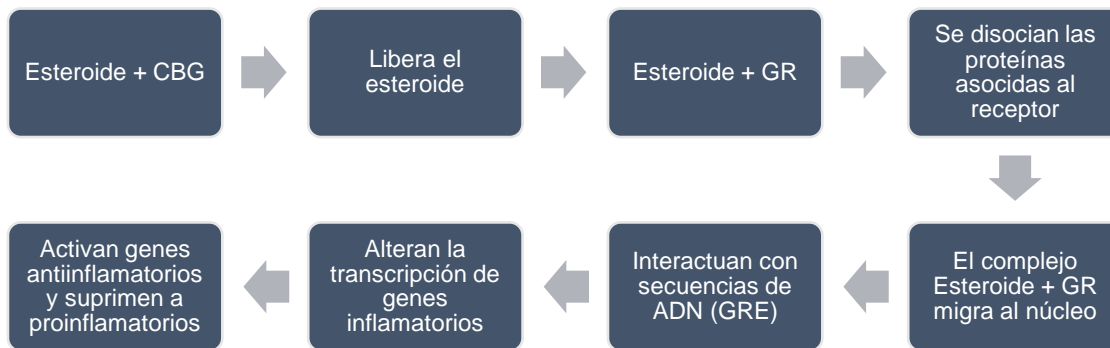 Esteroide + CBG
Libera el
esteroide
Esteroide + GR
Se disocian las
proteínas
asocidas al
receptor
El complejo
Esteroide + GR
migra al núcleo
Interactuan con
secuencias de
ADN (GRE)
Alteran la
transcripción de
genes
inflamatorios
Activan genes
antiinflamatorios
y suprimen a
proinflamatorios